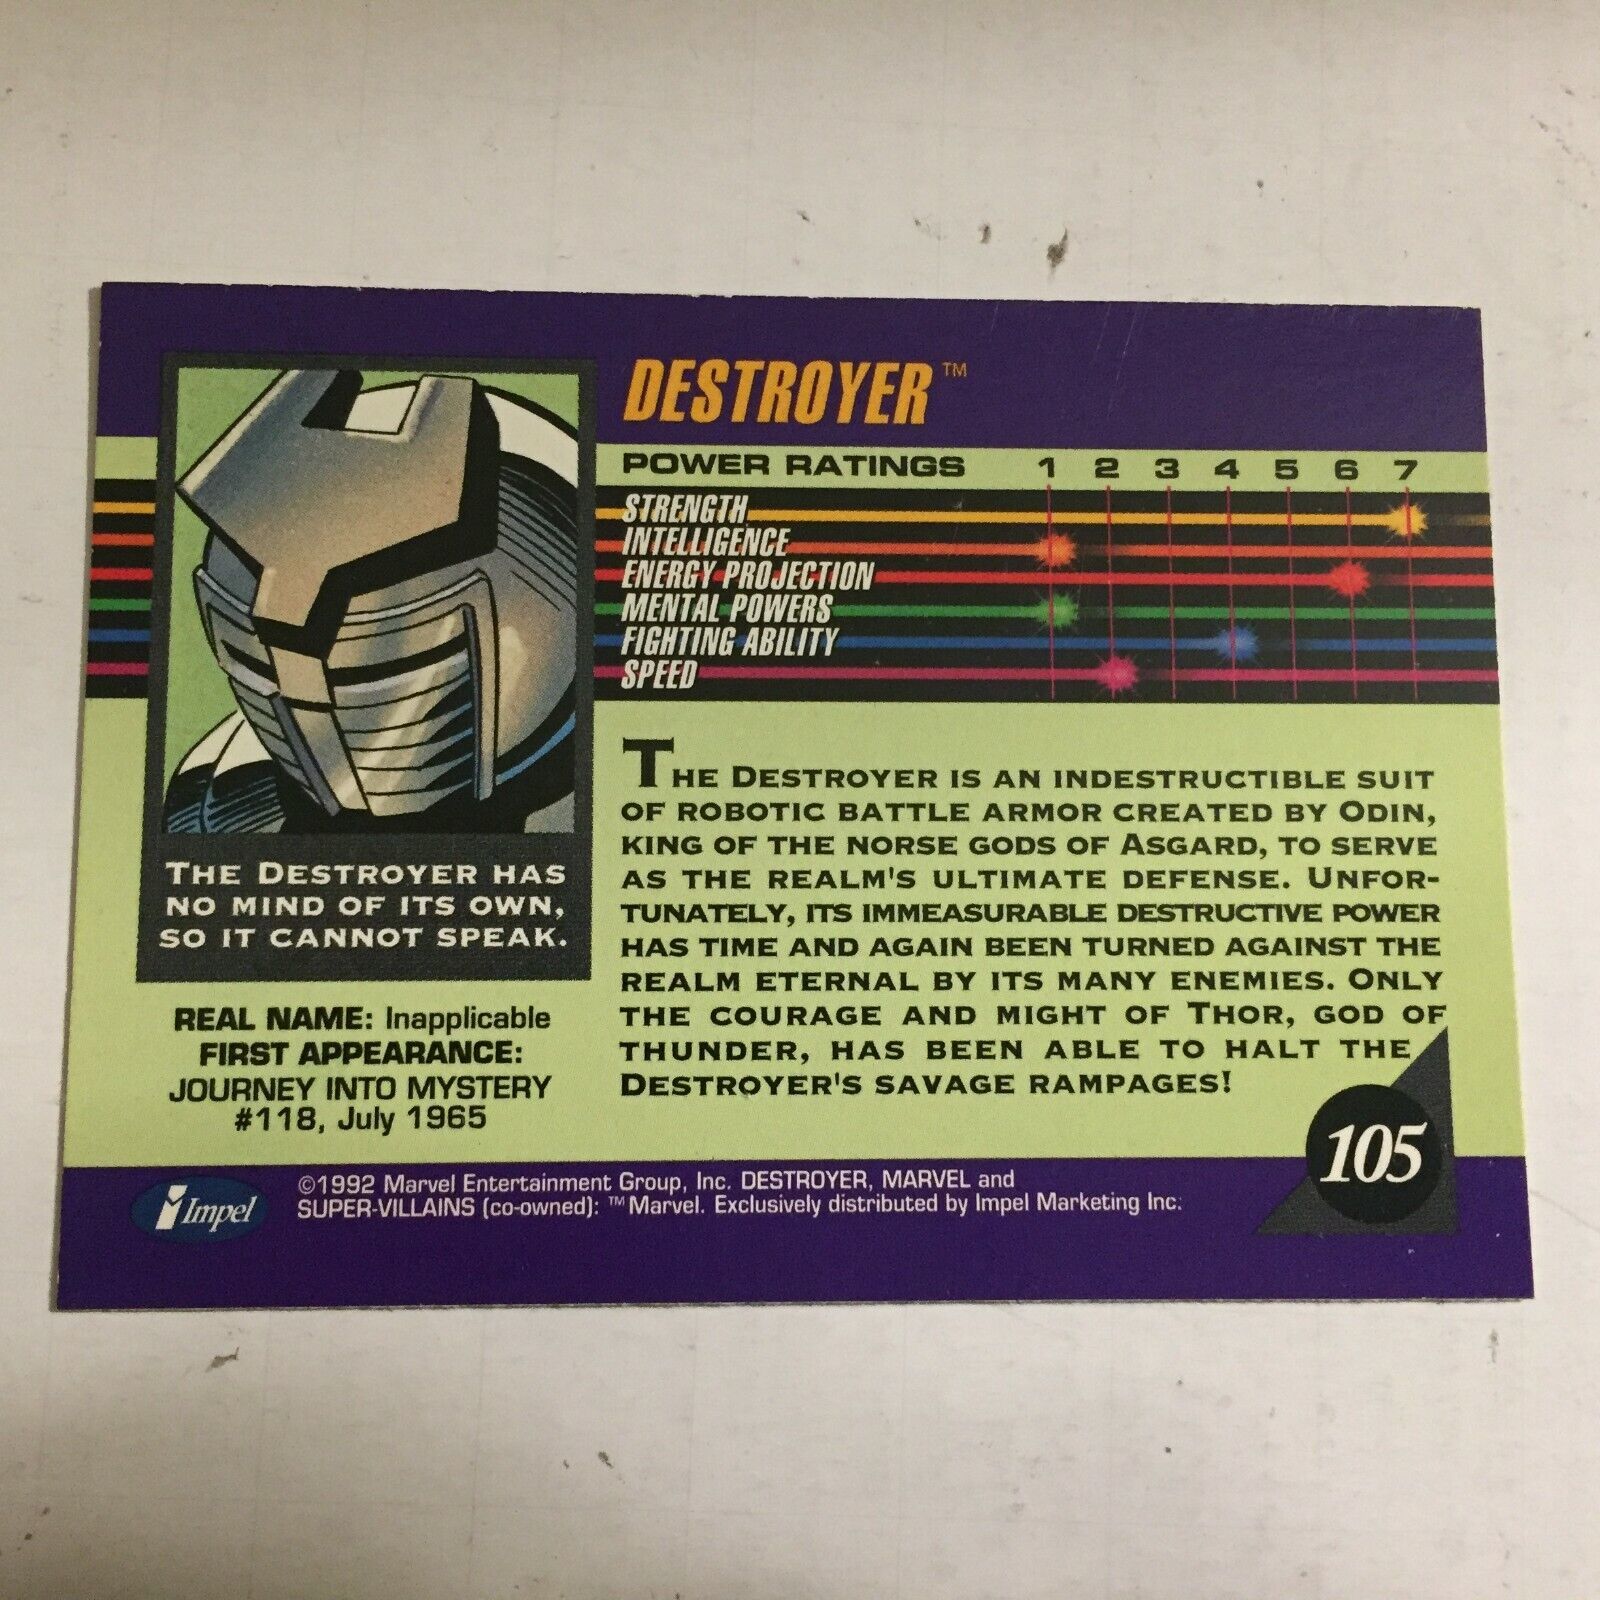 DESTROYER™
POWER RATINGS 1 2 3 4 5 6 7
STRENGTH
INTELLIGENCE
ENERGY PROJECTION
MENTAL POWERS
FIGHTING ABILITY
SPEED
THE DESTROYER HAS
NO MIND OF ITS OWN,
SO IT CANNOT SPEAK.
REAL NAME: Inapplicable
FIRST APPEARANCE:
JOURNEY INTO MYSTERY
#118, July 1965
THE DESTROYER IS AN INDESTRUCTIBLE SUIT
OF ROBOTIC BATTLE ARMOR CREATED BY ODIN,
KING OF THE NORSE GODS OF ASGARD, TO SERVE
AS THE REALM'S ULTIMATE DEFENSE. UNFOR-
TUNATELY, ITS IMMEASURABLE DESTRUCTIVE POWER
HAS TIME AND AGAIN BEEN TURNED AGAINST THE
REALM ETERNAL BY ITS MANY ENEMIES. ONLY
THE COURAGE AND MIGHT OF THOR, GOD OF
THUNDER, HAS BEEN ABLE TO HALT THE
DESTROYER'S SAVAGE RAMPAGES!
105
Impel
©1992 Marvel Entertainment Group, Inc. DESTROYER, MARVEL and
SUPER-VILLAINS (co-owned): ™Marvel. Exclusively distributed by Impel Marketing Inc.